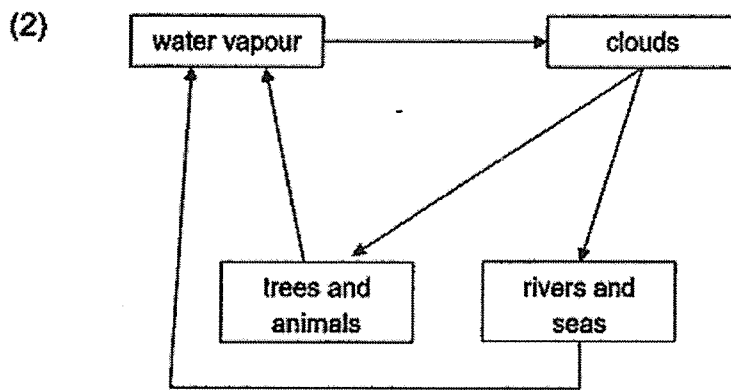 (2)
water vapour
clouds
trees and
animals
rivers and
seas